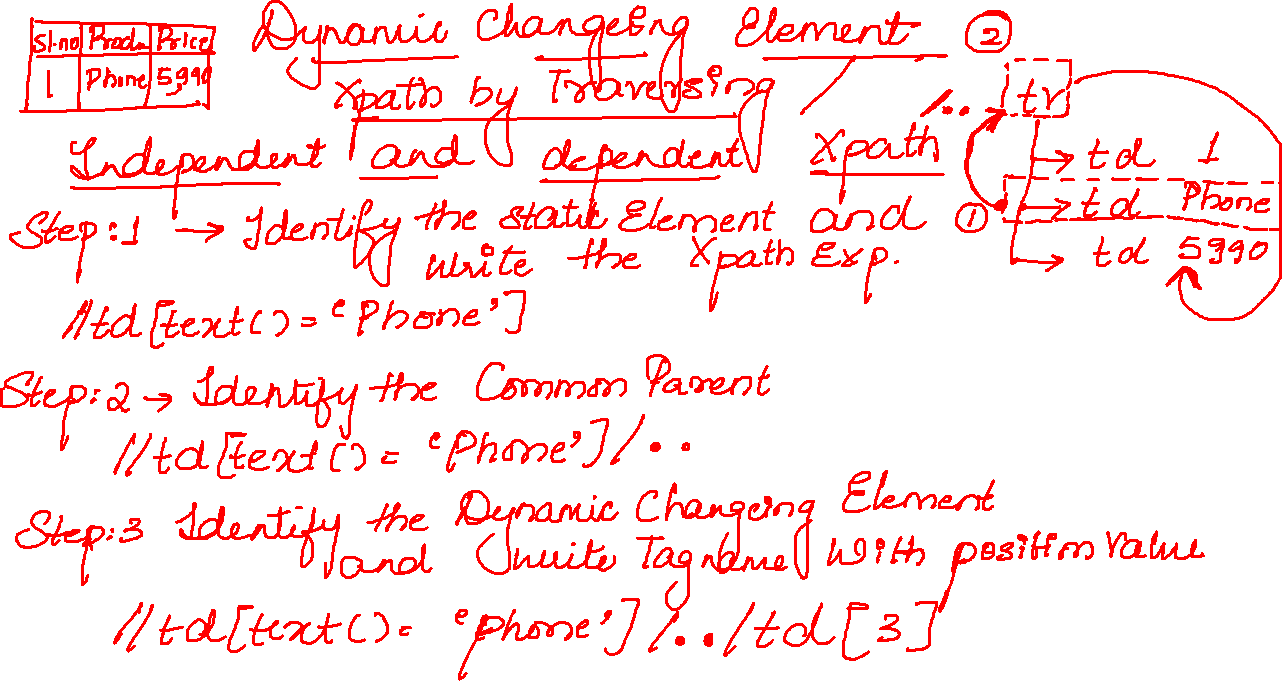 Sl.no Prodn Price
1 Phone 5990
Dynamic Changeing Element ②
Xpath by Traversing
Independent and dependent Xpath
/.. tr
td 1
① td Phone
td 5990
Step:1 → Identify the static Element and
write the Xpath Exp.
//td[text()='Phone']
Step:2 → Identify the Common Parent
//td[text()='Phone']/..
Step:3 Identify the Dynamic Changeing Element
and write Tagname with position Value
//td[text()='phone']/../td[3]